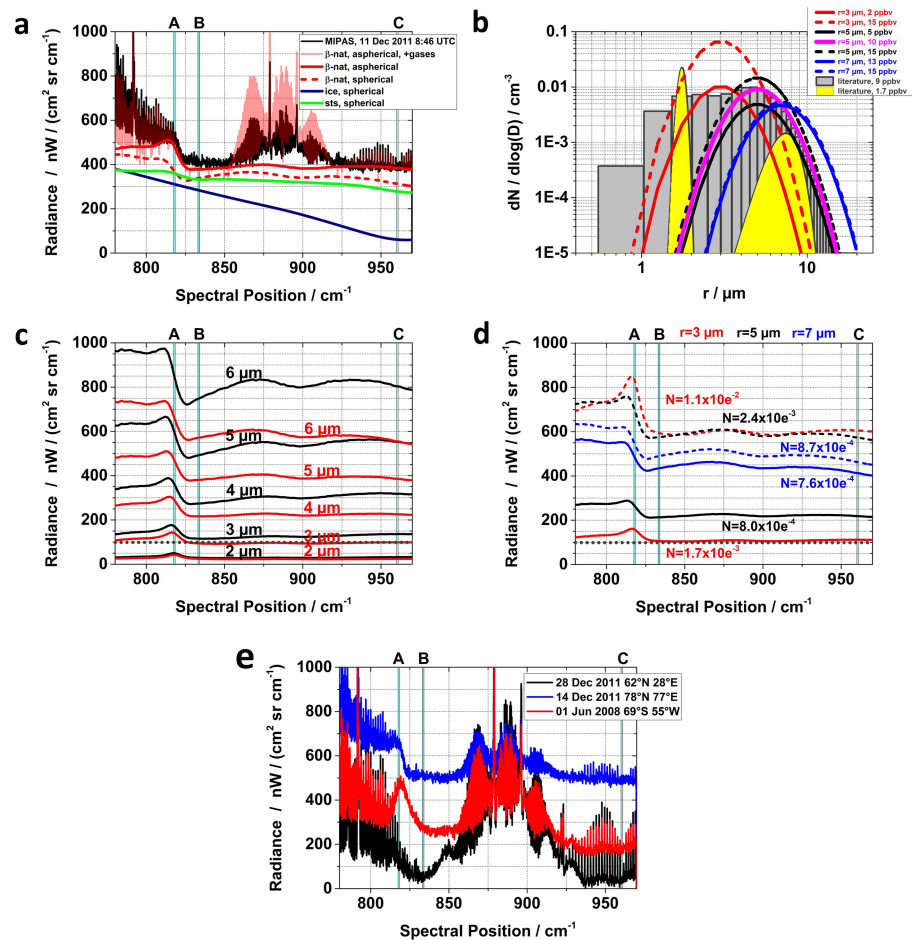 a
A B C
1000
800
600
400
200
0
MIPAS, 11 Dec 2011 8:46 UTC
β-nat, aspherical, +gases
β-nat, aspherical
β-nat, spherical
ice, spherical
sts, spherical
Radiance / nW/(cm² sr cm⁻¹)
800 850 900 950
Spectral Position / cm⁻¹
b
r=3 µm, 2 ppbv
r=3 µm, 15 ppbv
r=5 µm, 5 ppbv
r=5 µm, 10 ppbv
r=5 µm, 15 ppbv
r=7 µm, 13 ppbv
r=7 µm, 15 ppbv
literature, 9 ppbv
literature, 1.7 ppbv
0.1
0.01
1E-3
1E-4
1E-5
dN / dlog(D) / cm⁻³
1 10
r / µm
c
A B C
1000
800
600
400
200
0
6 µm
6 µm
5 µm
5 µm
4 µm
4 µm
3 µm
3 µm
2 µm 2 µm
Radiance / nW/(cm² sr cm⁻¹)
800 850 900 950
Spectral Position / cm⁻¹
d
r=3 µm r=5 µm r=7 µm
A B C
1000
800
600
400
200
0
N=1.1x10e⁻²
N=2.4x10e⁻³
N=8.7x10e⁻⁴
N=7.6x10e⁻⁴
N=8.0x10e⁻⁴
N=1.7x10e⁻³
Radiance / nW/(cm² sr cm⁻¹)
800 850 900 950
Spectral Position / cm⁻¹
e
A B C
1000
800
600
400
200
0
28 Dec 2011 62°N 28°E
14 Dec 2011 78°N 77°E
01 Jun 2008 69°S 55°W
Radiance / nW/(cm² sr cm⁻¹)
800 850 900 950
Spectral Position / cm⁻¹